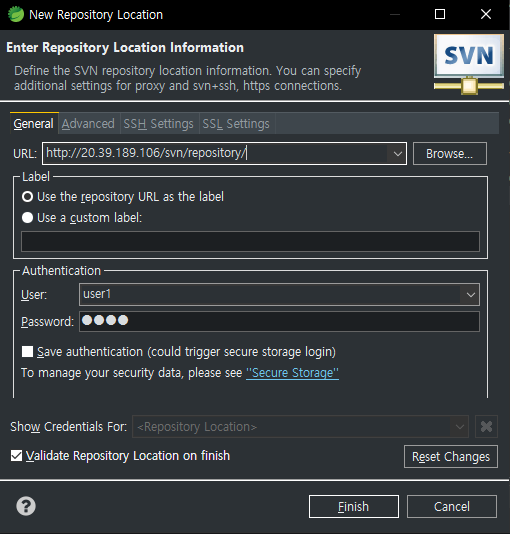 New Repository Location
Enter Repository Location Information
Define the SVN repository location information. You can specify
additional settings for proxy and svn+ssh, https connections.
SVN
General Advanced SSH Settings SSL Settings
URL: http://20.39.189.106/svn/repository/ Browse...
Label
Use the repository URL as the label
Use a custom label:
Authentication
User: user1
Password: ●●●●
Save authentication (could trigger secure storage login)
To manage your security data, please see "Secure Storage"
Show Credentials For: <Repository Location>
Validate Repository Location on finish
Reset Changes
? Finish Cancel